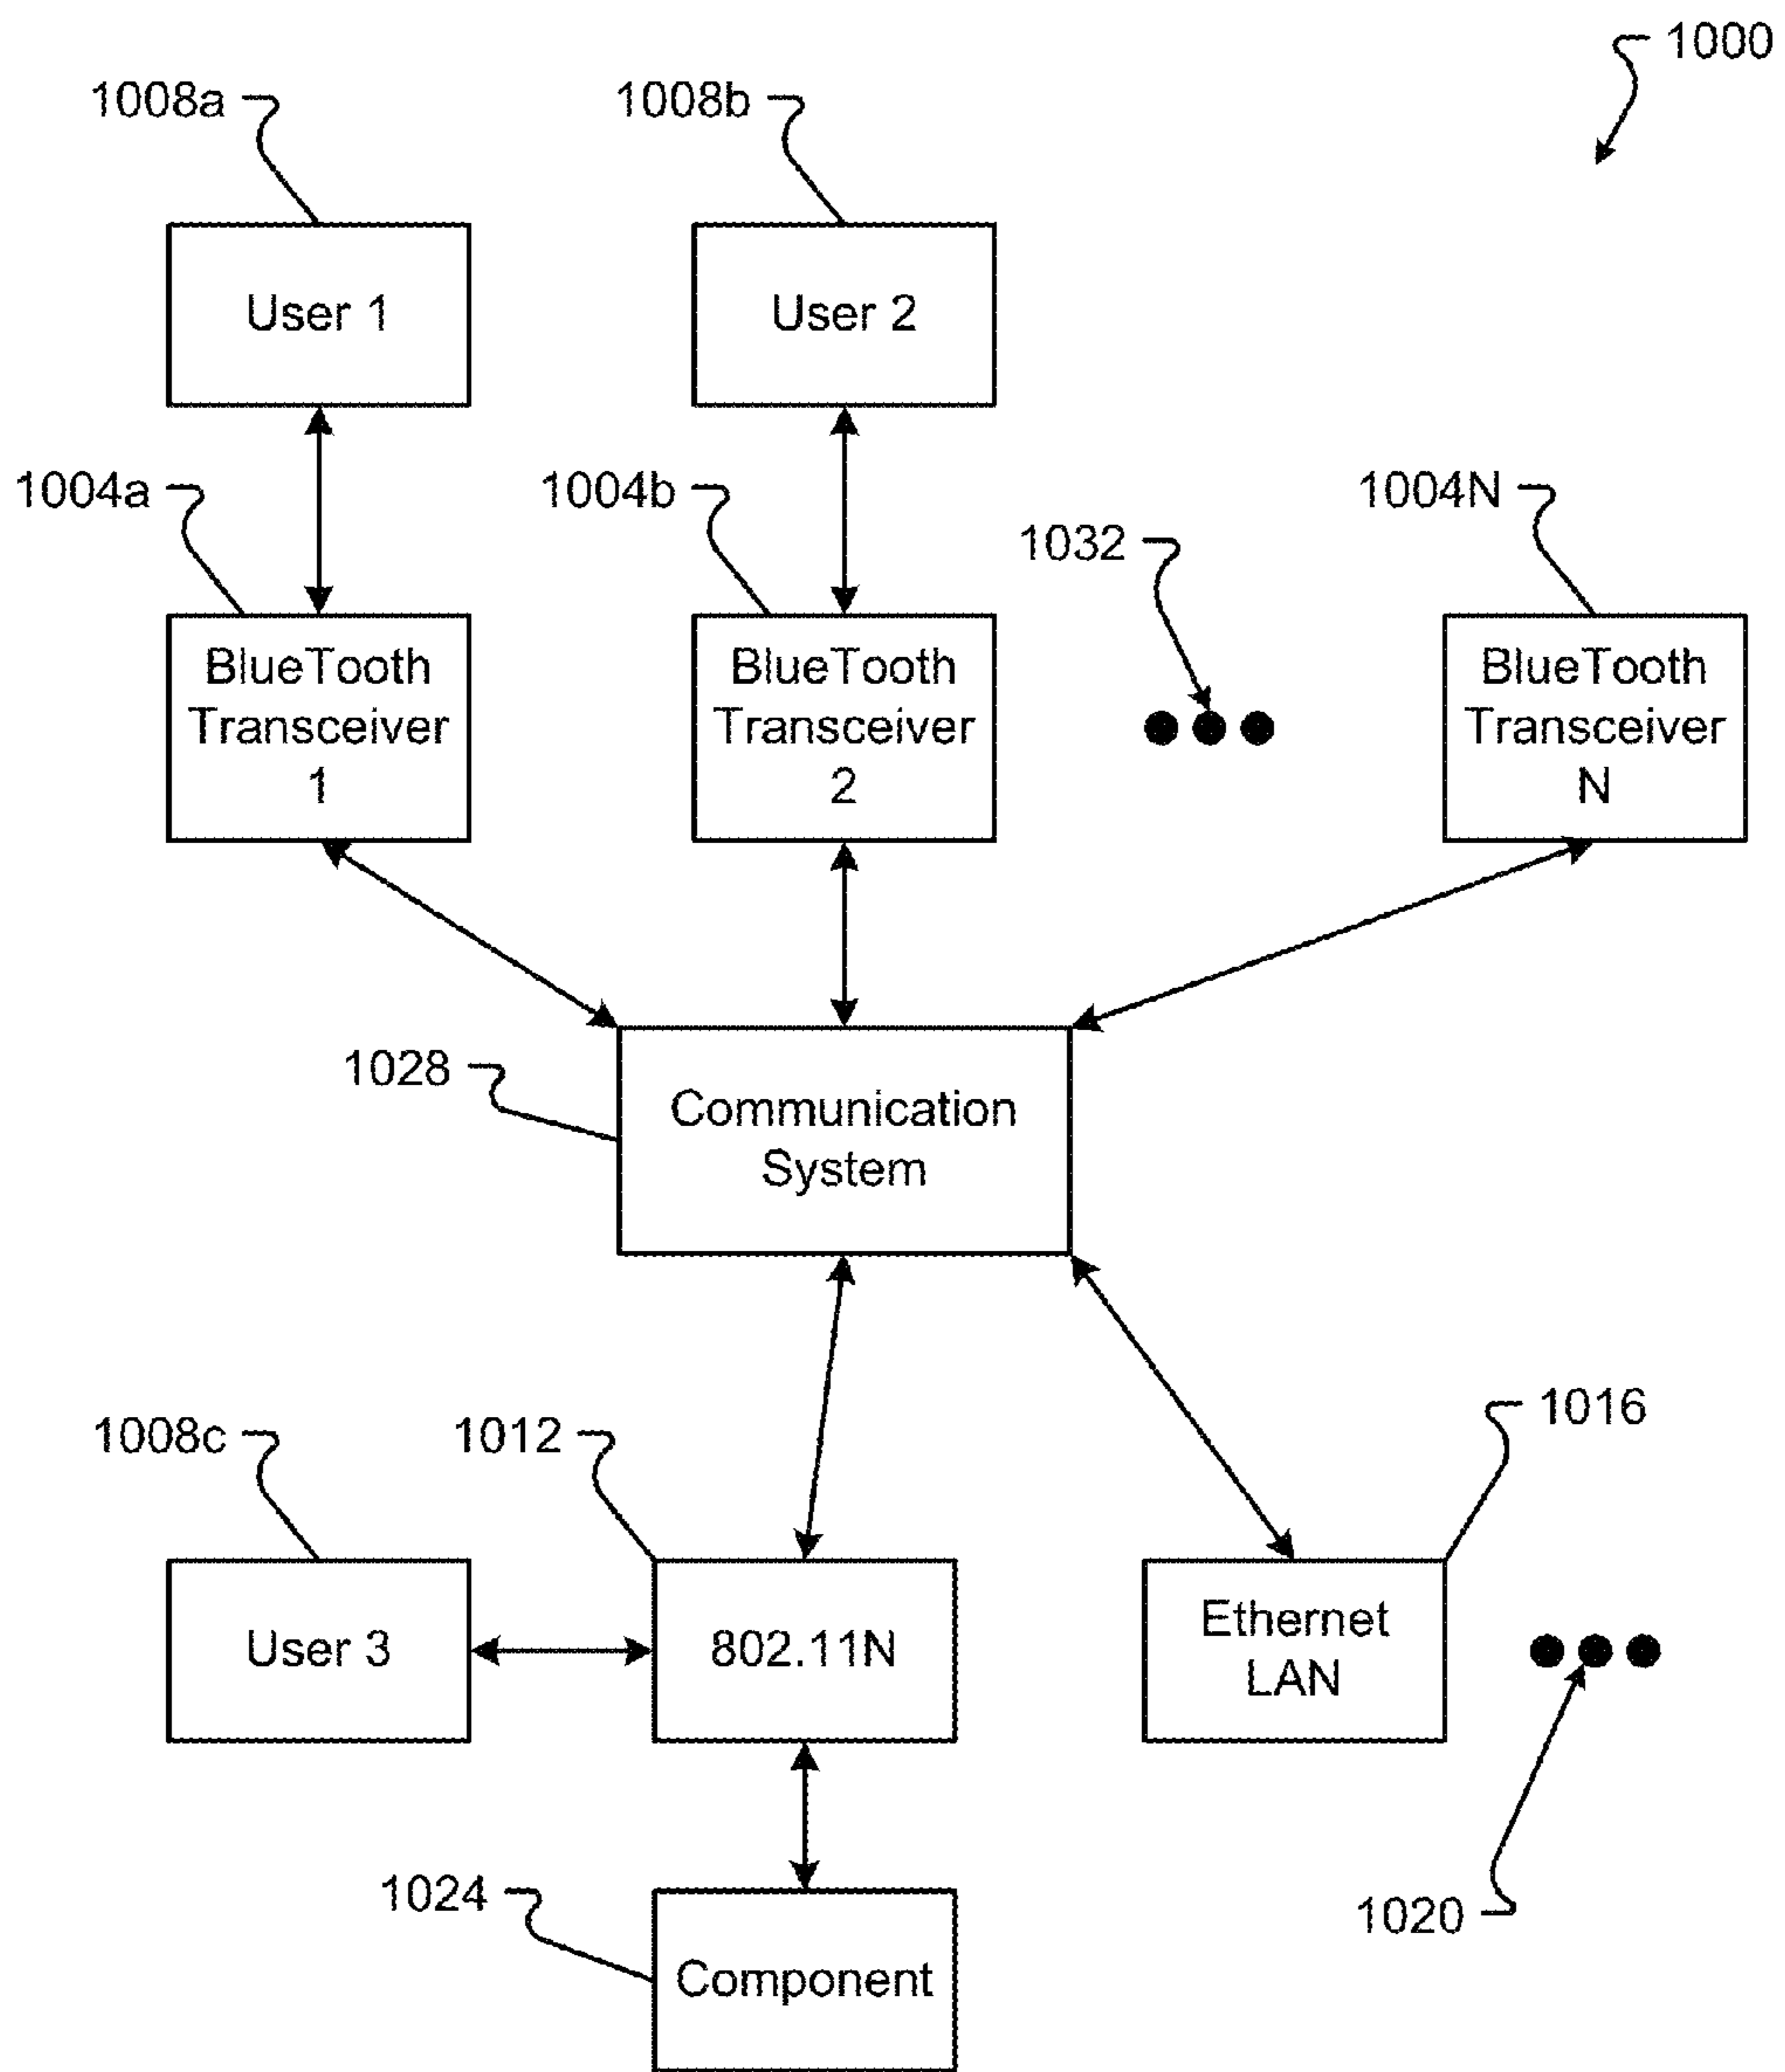 1000
1008a
1008b
User 1
User 2
1004a
1004b
1004N
1032
BlueTooth
Transceiver
1
BlueTooth
Transceiver
2
BlueTooth
Transceiver
N
1028
Communication
System
1008c
1012
1016
User 3
802.11N
Ethernet
LAN
1024
1020
Component